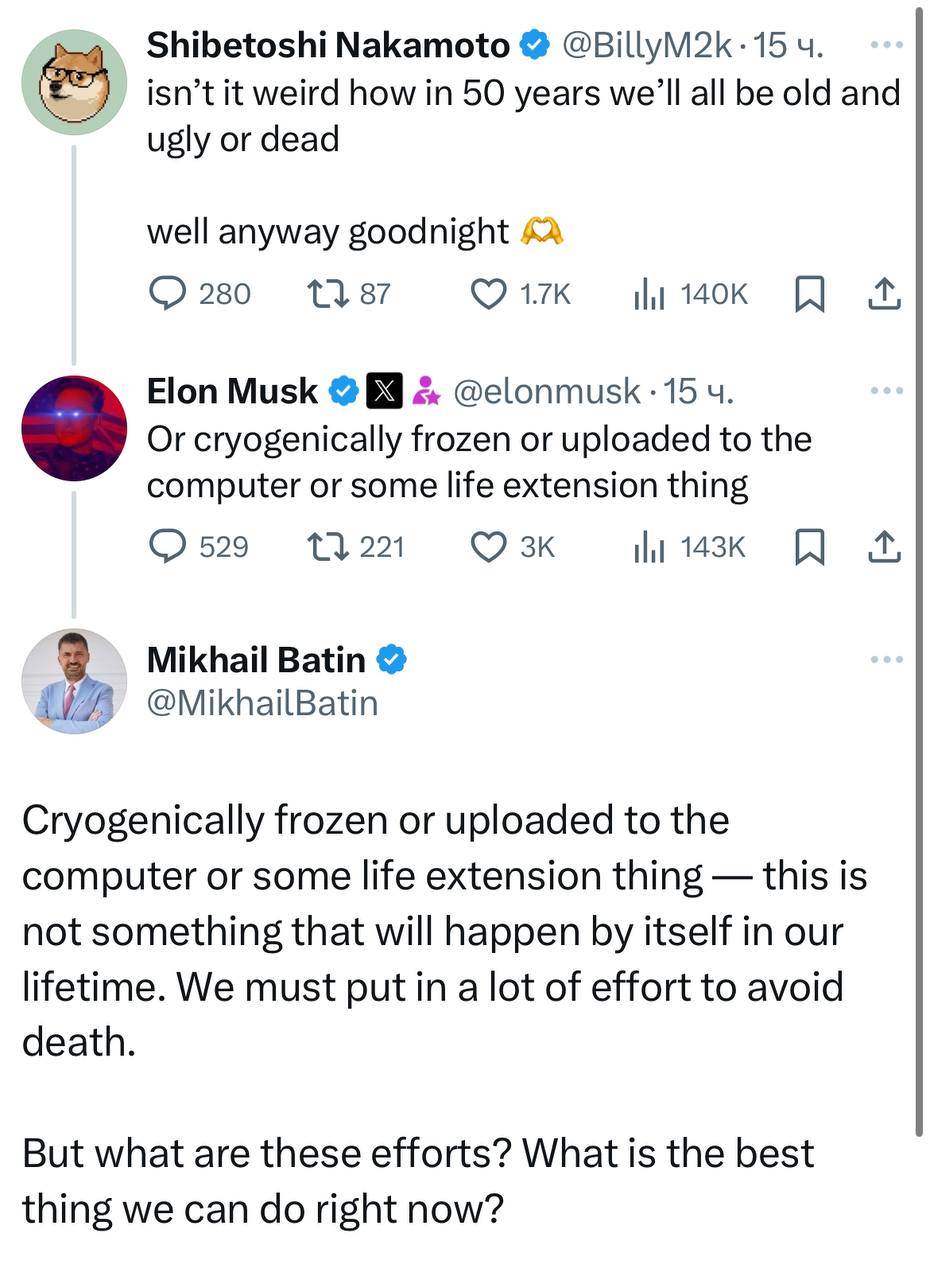 Shibetoshi Nakamoto @BillyM2k · 15 ч.
isn’t it weird how in 50 years we’ll all be old and
ugly or dead
well anyway goodnight 🫶
280 87 1.7K 140K
Elon Musk X @elonmusk · 15 ч.
Or cryogenically frozen or uploaded to the
computer or some life extension thing
529 221 3K 143K
Mikhail Batin
@MikhailBatin
Cryogenically frozen or uploaded to the
computer or some life extension thing — this is
not something that will happen by itself in our
lifetime. We must put in a lot of effort to avoid
death.
But what are these efforts? What is the best
thing we can do right now?